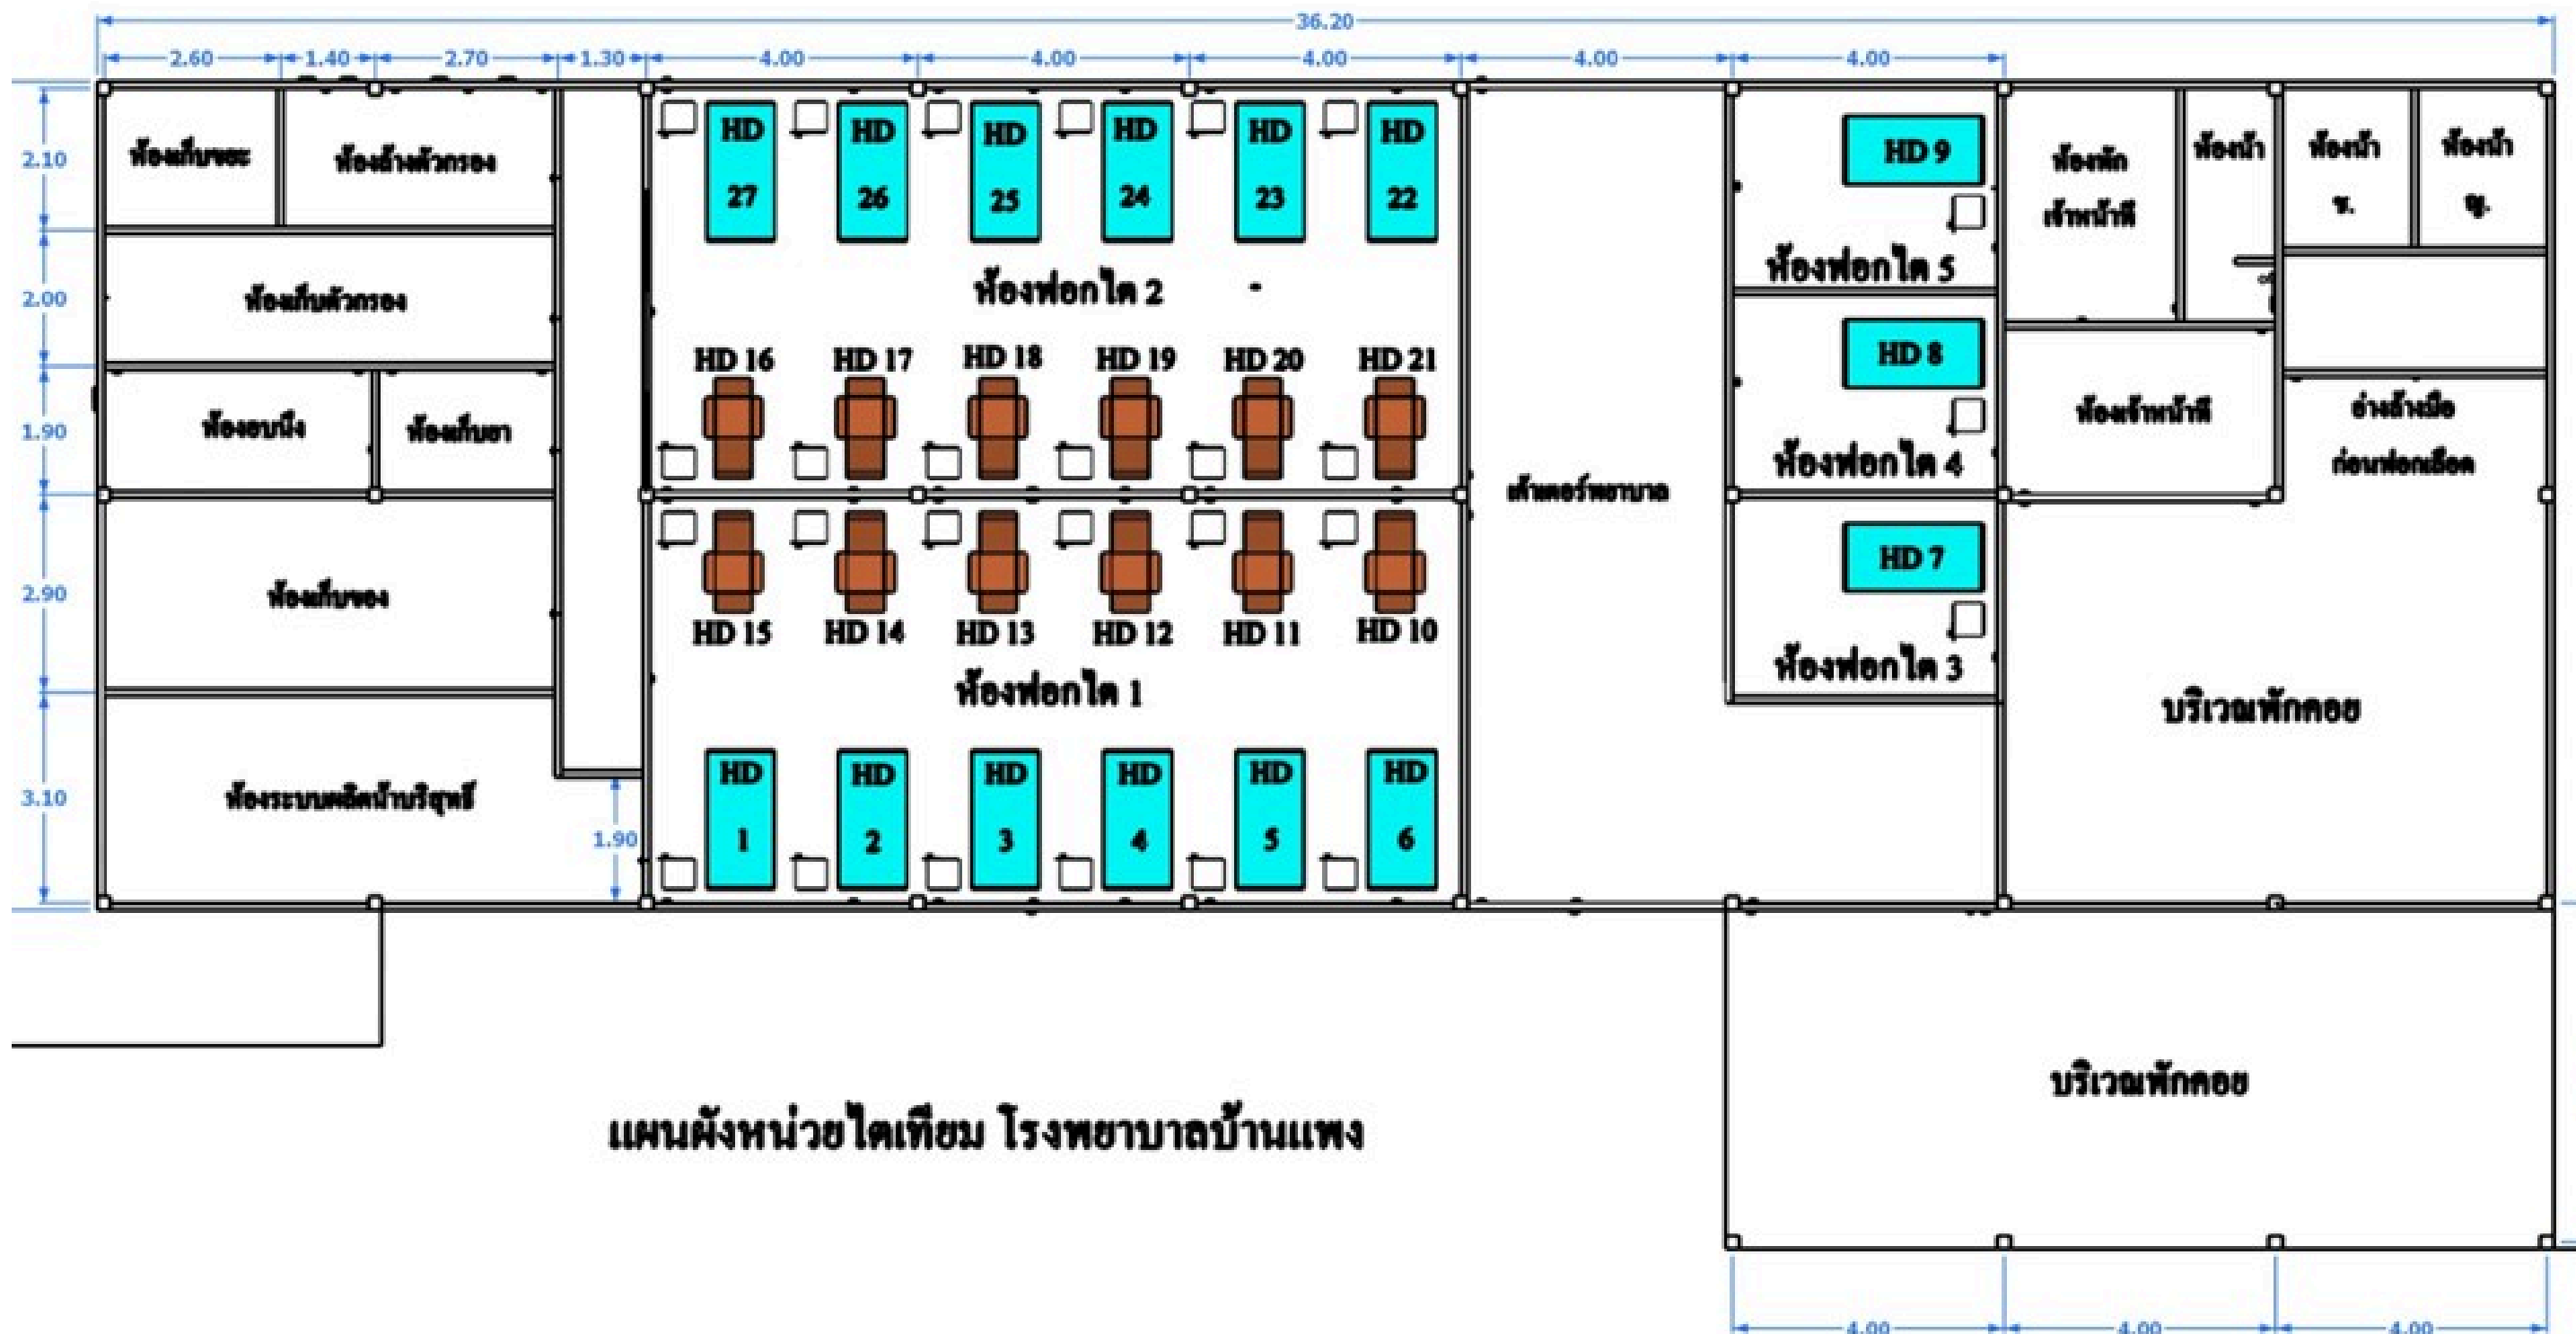 36.20
2.60 1.40 2.70 1.30 4.00 4.00 4.00 4.00 4.00
2.10
2.00
1.90
2.90
3.10
1.90
ห้องเก็บขยะ
ห้องล้างตัวกรอง
ห้องเก็บตัวกรอง
ห้องอบนึ่ง
ห้องเก็บยา
ห้องเก็บของ
ห้องระบบผลิตน้ำบริสุทธิ์
HD 27
HD 26
HD 25
HD 24
HD 23
HD 22
ห้องฟอกไต 2
HD 16
HD 17
HD 18
HD 19
HD 20
HD 21
HD 15
HD 14
HD 13
HD 12
HD 11
HD 10
ห้องฟอกไต 1
HD 1
HD 2
HD 3
HD 4
HD 5
HD 6
เค้าเตอร์พยาบาล
HD 9
ห้องฟอกไต 5
HD 8
ห้องฟอกไต 4
HD 7
ห้องฟอกไต 3
ห้องพัก
เจ้าหน้าที่
ห้องน้ำ
ห้องน้ำ
ช.
ห้องน้ำ
ญ.
ห้องเจ้าหน้าที่
อ่างล้างมือ
ก่อนฟอกเลือด
บริเวณพักคอย
บริเวณพักคอย
แผนผังหน่วยไตเทียม โรงพยาบาลบ้านแพง
4.00 4.00 4.00